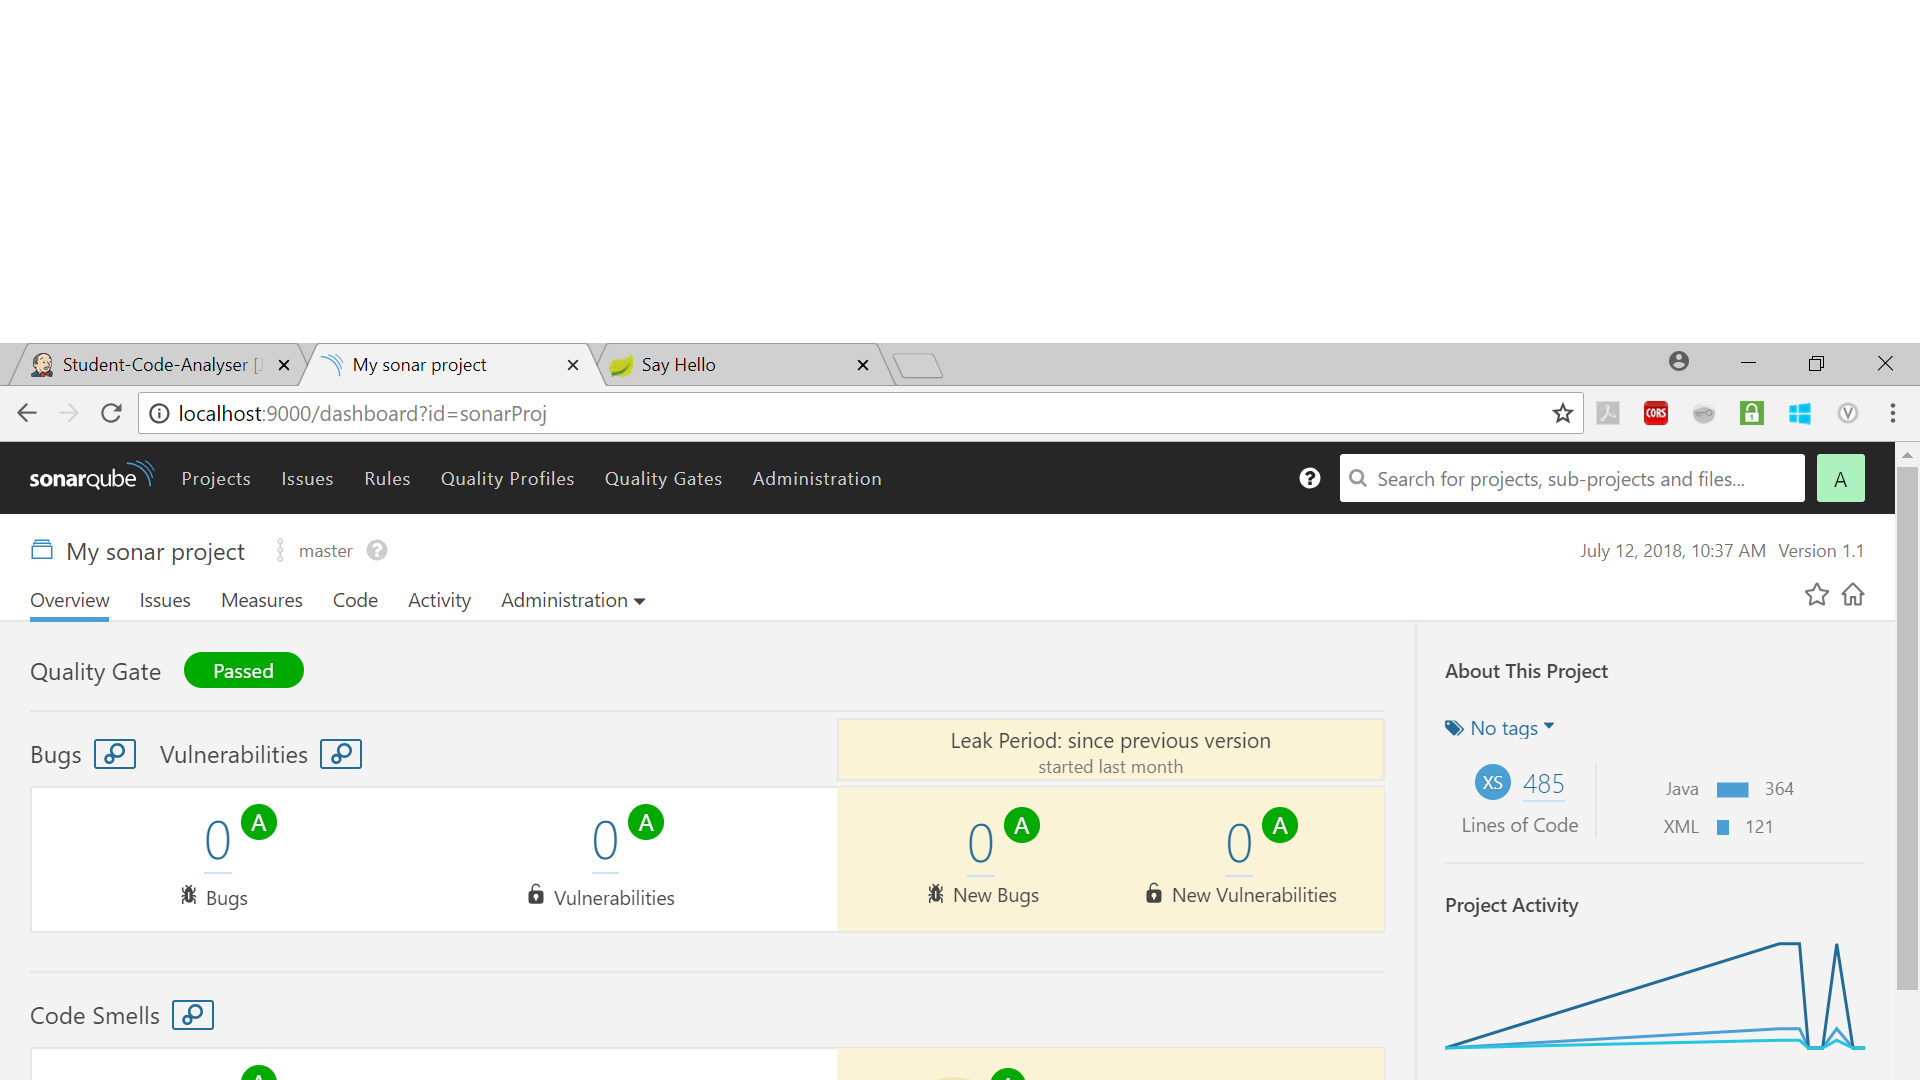 Student-Code-Analyser [J
My sonar project
Say Hello
localhost:9000/dashboard?id=sonarProj
CORS
1
V
sonarqube
Projects
Issues
Rules
Quality Profiles
Quality Gates
Administration
?
Search for projects, sub-projects and files...
A
My sonar project
master
?
July 12, 2018, 10:37 AM Version 1.1
Overview
Issues
Measures
Code
Activity
Administration
Quality Gate
Passed
Bugs
Vulnerabilities
Leak Period: since previous version
started last month
0 A
Bugs
0 A
Vulnerabilities
0 A
New Bugs
0 A
New Vulnerabilities
Code Smells
A
A
About This Project
No tags
XS 485
Lines of Code
Java 364
XML 121
Project Activity